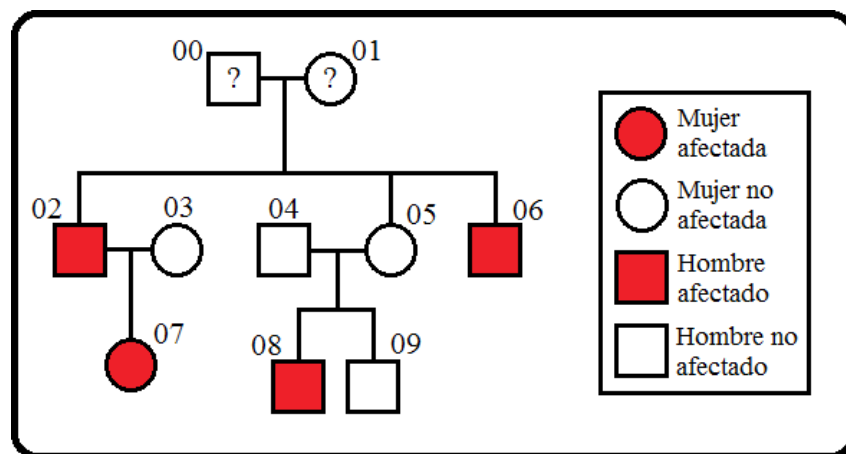 00
01
?
?
02
03
04
05
06
07
08
09
Mujer
afectada
Mujer no
afectada
Hombre
afectado
Hombre no
afectado